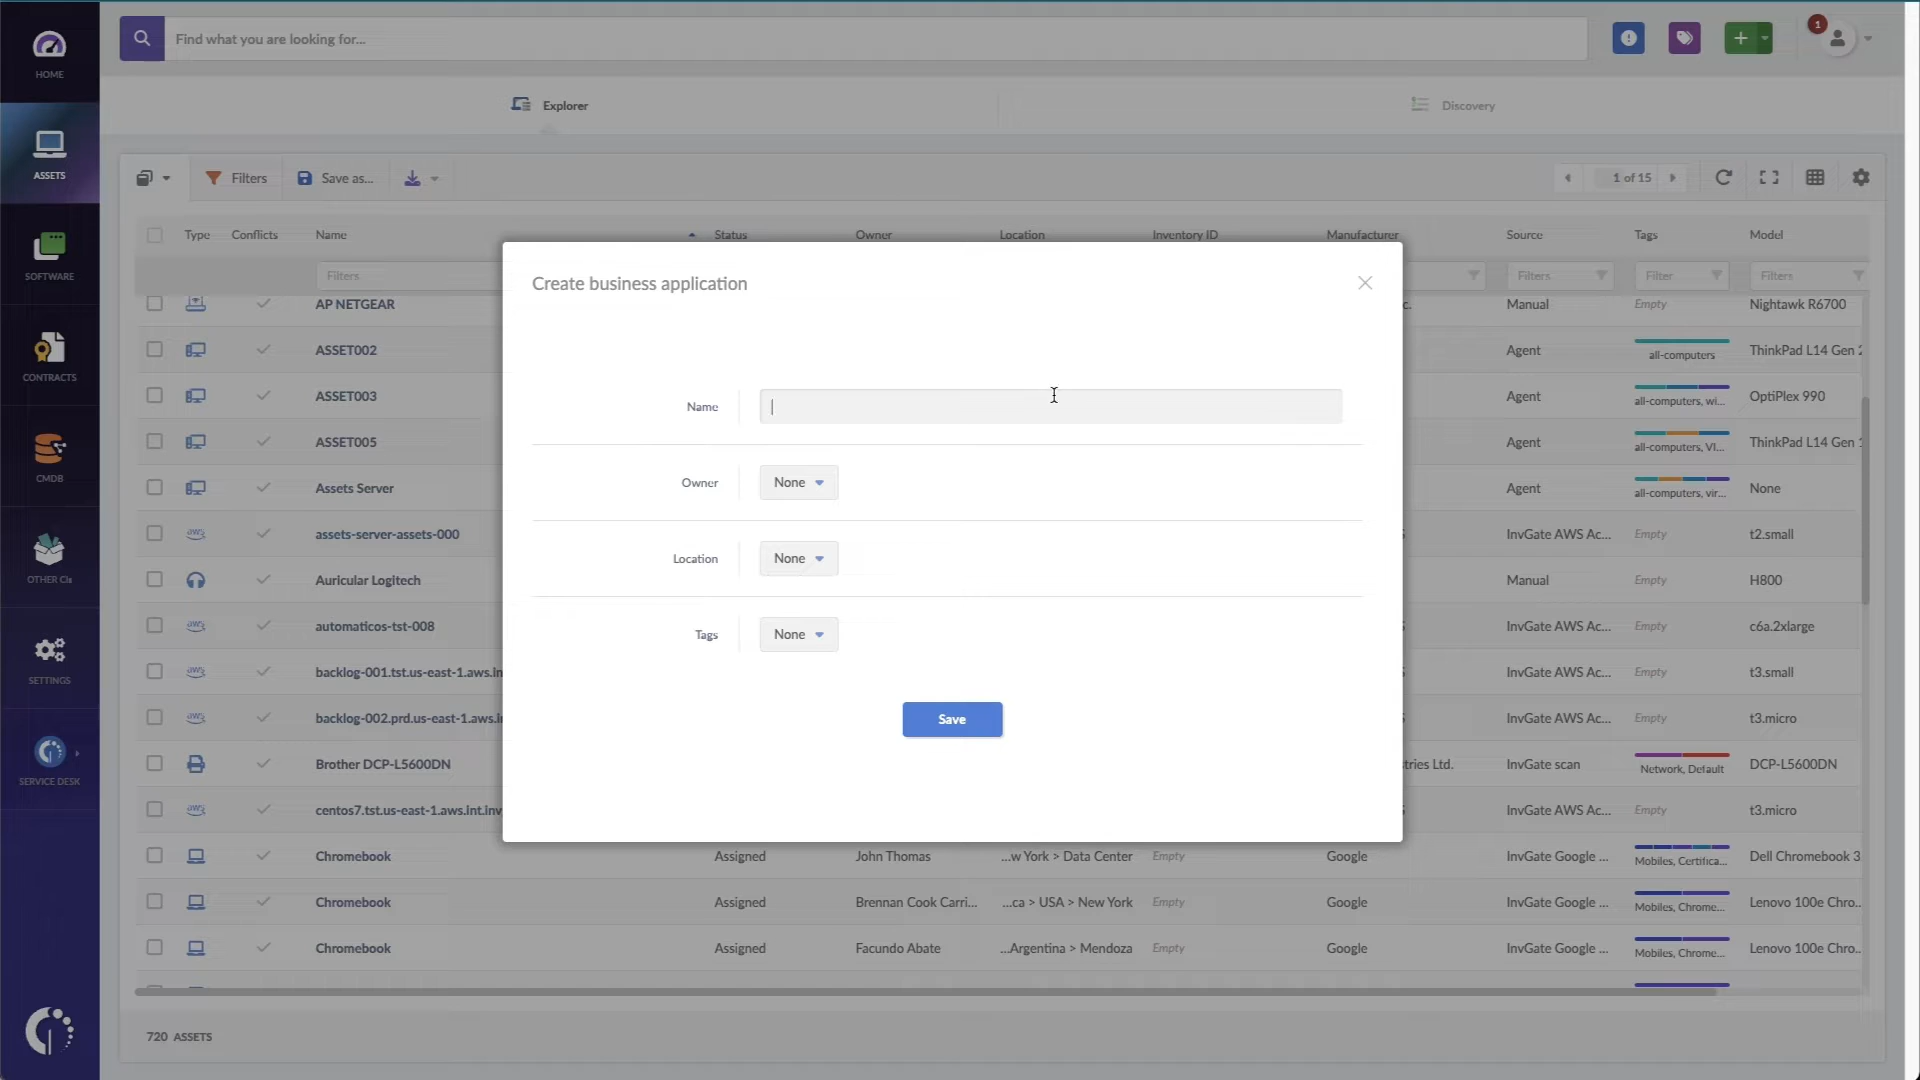 Find what you are looking for...
1
HOME
Explorer
Discovery
ASSETS
Filters
Save as...
1 of 15
Type Conflicts Name Status Owner Location Inventory ID Manufacturer Source Tags Model
Filters Filters Filter Filters
SOFTWARE
CONTRACTS
CMDB
OTHER CIs
SETTINGS
SERVICE DESK
Create business application
Name
Owner None
Location None
Tags None
Save
AP NETGEAR c. Manual Empty Nighthawk R6700
ASSET002 Agent all-computers ThinkPad L14 Gen 2
ASSET003 Agent all-computers, wi... OptiPlex 990
ASSET005 Agent all-computers, VI... ThinkPad L14 Gen
Assets Server Agent all-computers, vir... None
assets-server-assets-000 InvGate AWS Ac... Empty t2.small
Auricular Logitech Manual Empty H800
automaticos-tst-008 InvGate AWS Ac... Empty c6a.2xlarge
backlog-001.tst.us-east-1.aws.in InvGate AWS Ac... Empty t3.small
backlog-002.prd.us-east-1.aws.i InvGate AWS Ac... Empty t3.micro
Brother DCP-L5600DN tries Ltd. InvGate scan Network, Default DCP-L5600DN
centos7.tst.us-east-1.aws.int.inv InvGate AWS Ac... Empty t3.micro
Chromebook Assigned John Thomas ...w York > Data Center Empty Google InvGate Google ... Mobiles, Certifica... Dell Chromebook 3
Chromebook Assigned Brennan Cook Carri... ...ca > USA > New York Empty Google InvGate Google ... Mobiles, Chrome... Lenovo 100e Chro...
Chromebook Assigned Facundo Abate ...Argentina > Mendoza Empty Google InvGate Google ... Mobiles, Chrome... Lenovo 100e Chro...
720 ASSETS